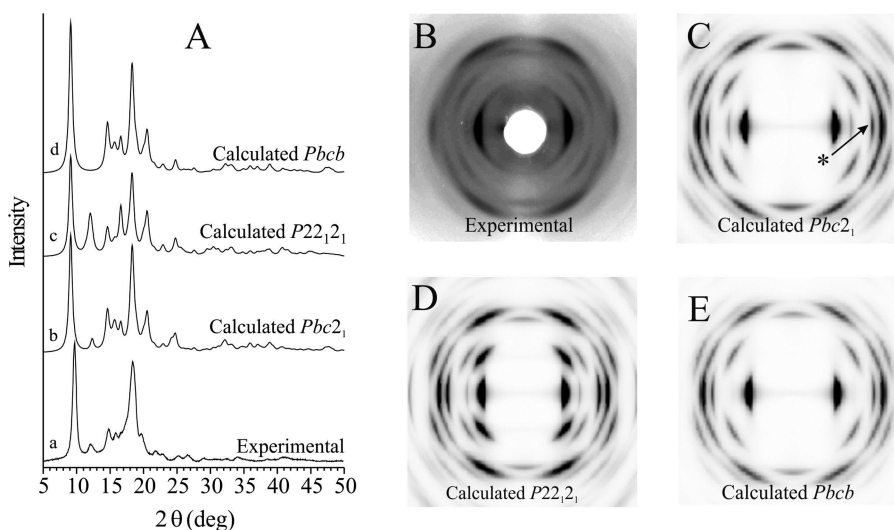 A
Intensity
d
Calculated Pbcb
c
Calculated P22₁2₁
b
Calculated Pbc2₁
a
Experimental
5 10 15 20 25 30 35 40 45 50
2 θ (deg)
B
Experimental
C
*
Calculated Pbc2₁
D
Calculated P22₁2₁
E
Calculated Pbcb